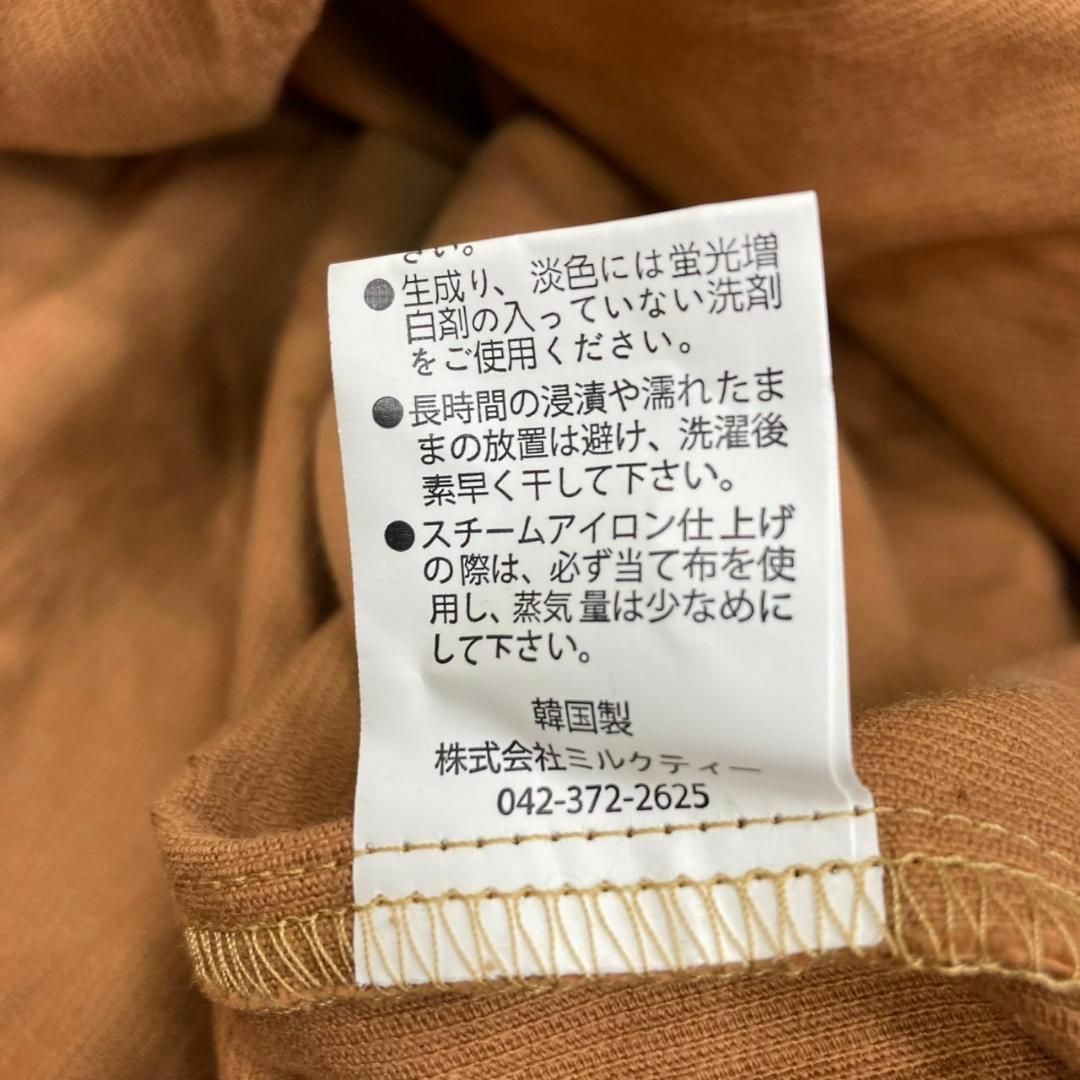 さい。
●生成り、淡色には蛍光増
白剤の入っていない洗剤
をご使用ください。
●長時間の浸漬や濡れたま
まの放置は避け、洗濯後
素早く干して下さい。
●スチームアイロン仕上げ
の際は、必ず当て布を使
用し、蒸気量は少なめに
して下さい。
韓国製
株式会社ミルクティー
042-372-2625